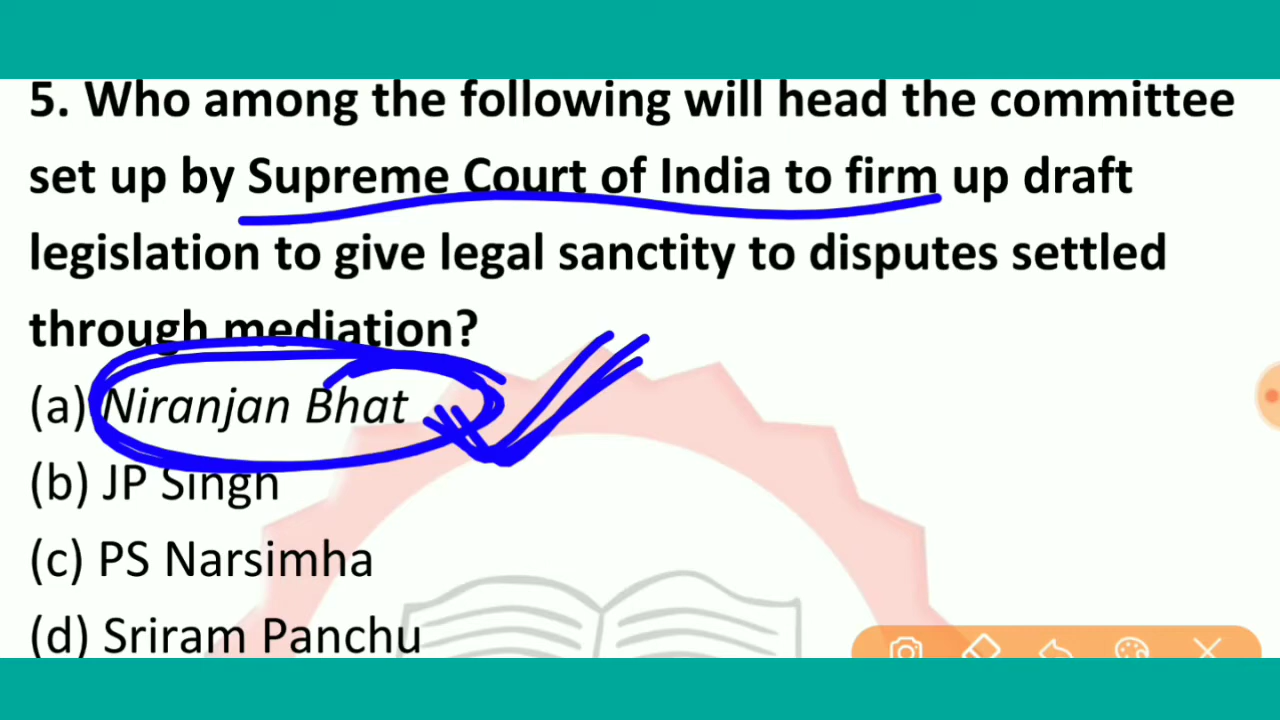 5. Who among the following will head the committee
set up by Supreme Court of India to firm up draft
legislation to give legal sanctity to disputes settled
through mediation?
(a) Niranjan Bhat
(b) JP Singh
(c) PS Narsimha
(d) Sriram Panchu